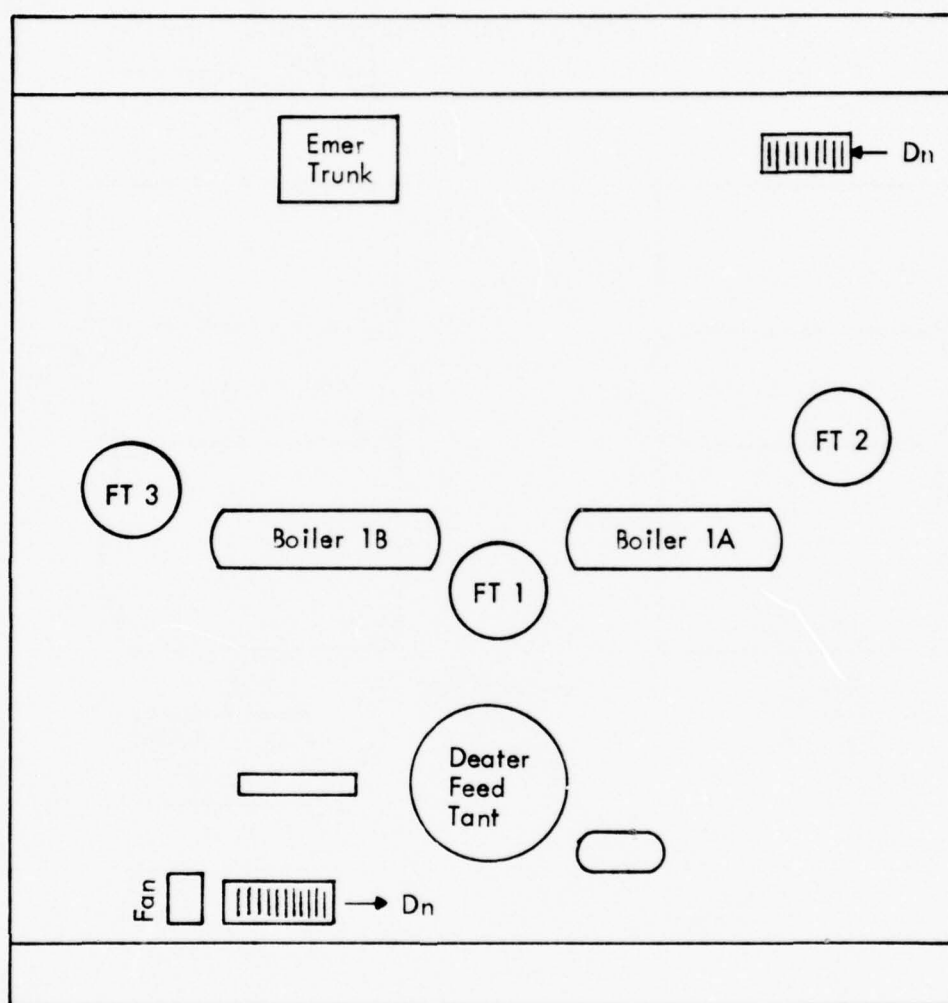 Emer
Trunk
Dn
FT 2
FT 3
Boiler 1B
Boiler 1A
FT 1
Deater
Feed
Tant
Fan
Dn